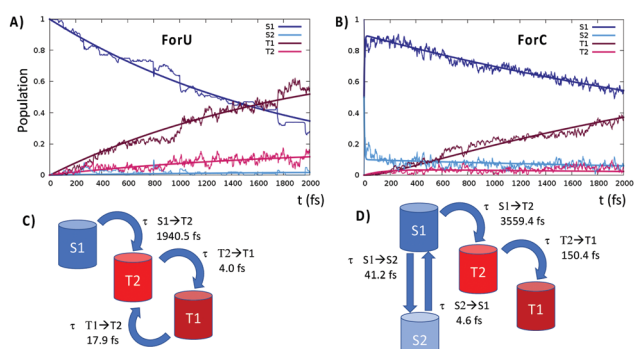 A)
ForU
S1
S2
T1
T2
Population
1
0.8
0.6
0.4
0.2
0
0 200 400 600 800 1000 1200 1400 1600 1800 2000
t (fs)
B)
ForC
S1
S2
T1
T2
1
0.8
0.6
0.4
0.2
0
0 200 400 600 800 1000 1200 1400 1600 1800 2000
t (fs)
C)
S1
τ S1→T2
1940.5 fs
T2
τ T2→T1
4.0 fs
T1
τ T1→T2
17.9 fs
D)
S1
τ S1→T2
3559.4 fs
τ S1→S2
41.2 fs
T2
τ T2→T1
150.4 fs
τ S2→S1
4.6 fs
T1
S2